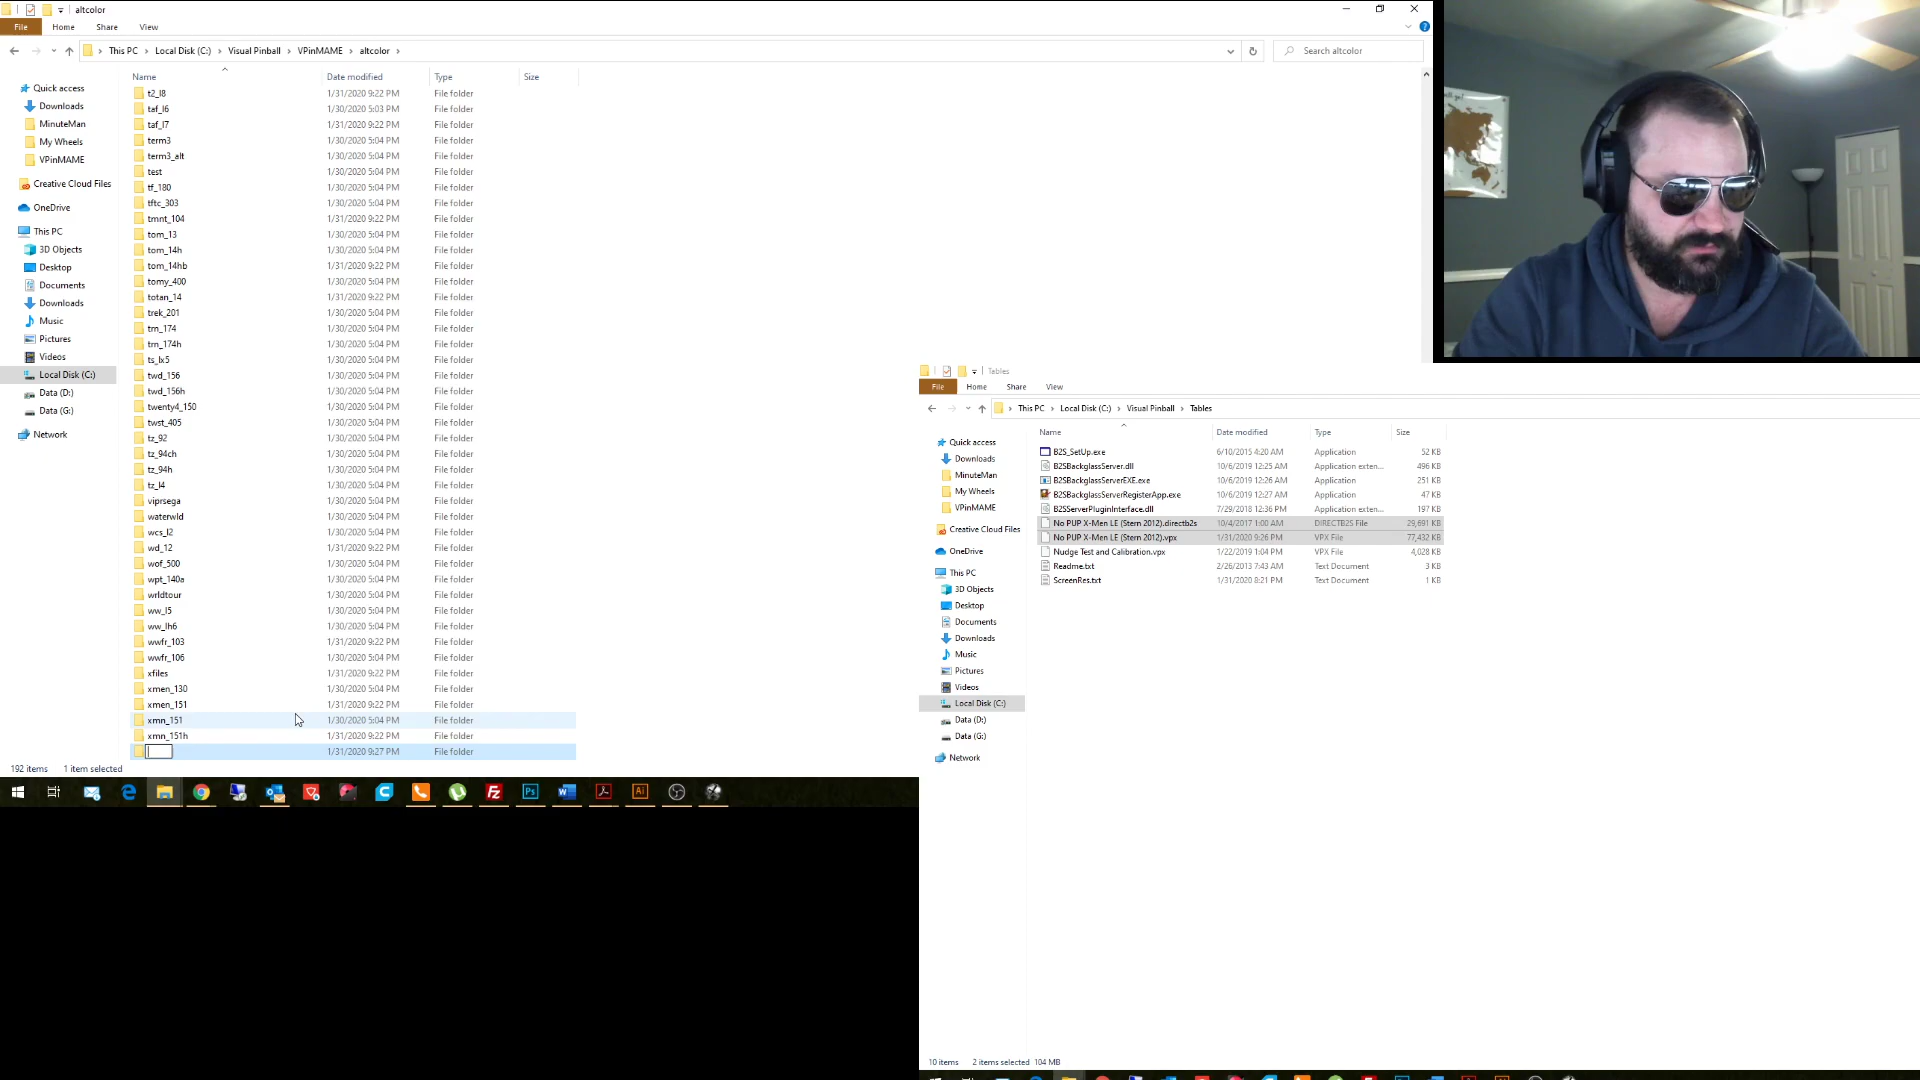 altcolor
File Home Share View
This PC Local Disk (C:) Visual Pinball VPinMAME altcolor
Search altcolor
Name Date modified Type Size
Quick access
Downloads
MinuteMan
My Wheels
VPinMAME
Creative Cloud Files
OneDrive
This PC
3D Objects
Desktop
Documents
Downloads
Music
Pictures
Videos
Local Disk (C:)
Data (D:)
Data (G:)
Network
t2_l8 1/31/2020 9:22 PM File folder
taf_l6 1/30/2020 5:03 PM File folder
taf_l7 1/31/2020 9:22 PM File folder
term3 1/30/2020 5:04 PM File folder
term3_alt 1/30/2020 5:04 PM File folder
test 1/30/2020 5:04 PM File folder
tf_180 1/30/2020 5:04 PM File folder
tftc_303 1/30/2020 5:04 PM File folder
tmnt_104 1/31/2020 9:22 PM File folder
tom_13 1/30/2020 5:04 PM File folder
tom_14h 1/30/2020 5:04 PM File folder
tom_14hb 1/31/2020 9:22 PM File folder
tomy_400 1/30/2020 5:04 PM File folder
totan_14 1/31/2020 9:22 PM File folder
trek_201 1/30/2020 5:04 PM File folder
trn_174 1/30/2020 5:04 PM File folder
trn_174h 1/30/2020 5:04 PM File folder
ts_lx5 1/30/2020 5:04 PM File folder
twd_156 1/30/2020 5:04 PM File folder
twd_156h 1/30/2020 5:04 PM File folder
twenty4_150 1/30/2020 5:04 PM File folder
twst_405 1/30/2020 5:04 PM File folder
tz_92 1/30/2020 5:04 PM File folder
tz_94ch 1/30/2020 5:04 PM File folder
tz_94h 1/30/2020 5:04 PM File folder
tz_l4 1/30/2020 5:04 PM File folder
viprsega 1/30/2020 5:04 PM File folder
waterwld 1/30/2020 5:04 PM File folder
wcs_l2 1/30/2020 5:04 PM File folder
wd_12 1/31/2020 9:22 PM File folder
wof_500 1/30/2020 5:04 PM File folder
wpt_140a 1/30/2020 5:04 PM File folder
wrldtour 1/30/2020 5:04 PM File folder
ww_l5 1/30/2020 5:04 PM File folder
ww_lh6 1/30/2020 5:04 PM File folder
wwfr_103 1/31/2020 9:22 PM File folder
wwfr_106 1/30/2020 5:04 PM File folder
xfiles 1/31/2020 9:22 PM File folder
xmen_130 1/30/2020 5:04 PM File folder
xmen_151 1/31/2020 9:22 PM File folder
xmn_151 1/30/2020 5:04 PM File folder
xmn_151h 1/31/2020 9:22 PM File folder
1/31/2020 9:27 PM File folder
192 items 1 item selected
Tables
File Home Share View
This PC Local Disk (C:) Visual Pinball Tables
Name Date modified Type Size
Quick access
Downloads
MinuteMan
My Wheels
VPinMAME
Creative Cloud Files
OneDrive
This PC
3D Objects
Desktop
Documents
Downloads
Music
Pictures
Videos
Local Disk (C:)
Data (D:)
Data (G:)
Network
B2S_SetUp.exe 6/10/2015 4:20 AM Application 52 KB
B2SBackglassServer.dll 10/6/2019 12:25 AM Application exten... 496 KB
B2SBackglassServerEXE.exe 10/6/2019 12:26 AM Application 251 KB
B2SBackglassServerRegisterApp.exe 10/6/2019 12:27 AM Application 47 KB
B2SServerPluginInterface.dll 7/29/2018 12:36 PM Application exten... 197 KB
No PUP X-Men LE (Stern 2012).directb2s 10/4/2017 1:00 AM DIRECTB2S File 29,691 KB
No PUP X-Men LE (Stern 2012).vpx 1/31/2020 9:26 PM VPX File 77,432 KB
Nudge Test and Calibration.vpx 1/22/2019 1:04 PM VPX File 4,028 KB
Readme.txt 2/26/2013 7:43 AM Text Document 3 KB
ScreenRes.txt 1/31/2020 8:21 PM Text Document 1 KB
10 items 2 items selected 104 MB